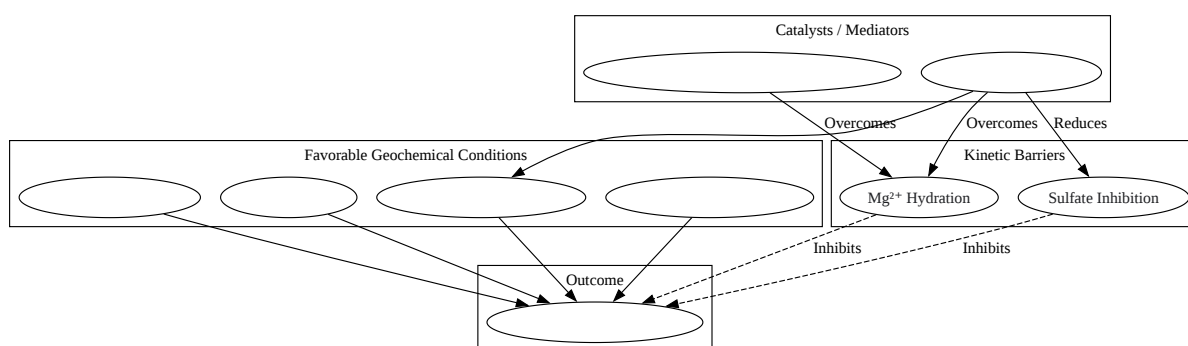 Catalysts / Mediators
Overcomes
Overcomes
Reduces
Favorable Geochemical Conditions
Kinetic Barriers
Mg²⁺ Hydration
Sulfate Inhibition
Inhibits
Inhibits
Outcome